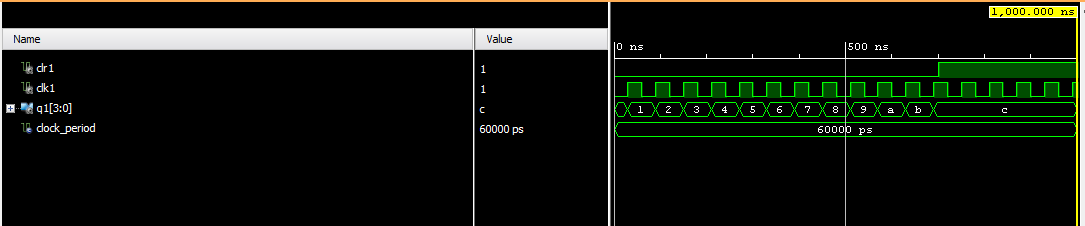 1,000.000 ns
Name Value
0 ns 500 ns
clr1 1
clk1 1
q1[3:0] c 1 2 3 4 5 6 7 8 9 a b c
clock_period 60000 ps 60000 ps